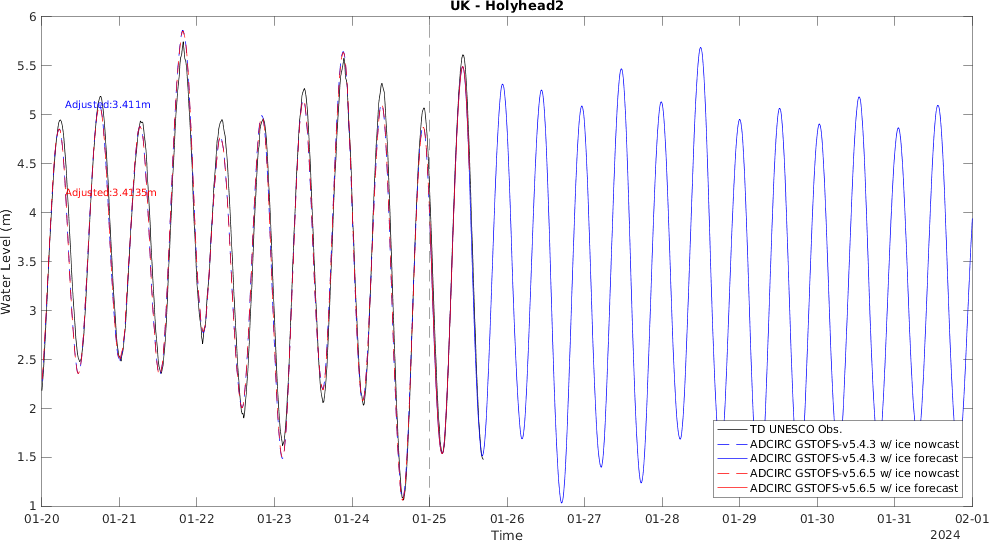 UK - Holyhead2
6
5.5
5
4.5
4
3.5
3
2.5
2
1.5
1
Water Level (m)
Adjusted:3.411m
Adjusted:3.4135m
TD UNESCO Obs.
ADCIRC GSTOFS-v5.4.3 w/ ice nowcast
ADCIRC GSTOFS-v5.4.3 w/ ice forecast
ADCIRC GSTOFS-v5.6.5 w/ ice nowcast
ADCIRC GSTOFS-v5.6.5 w/ ice forecast
01-20 01-21 01-22 01-23 01-24 01-25 01-26 01-27 01-28 01-29 01-30 01-31 02-01
Time
2024